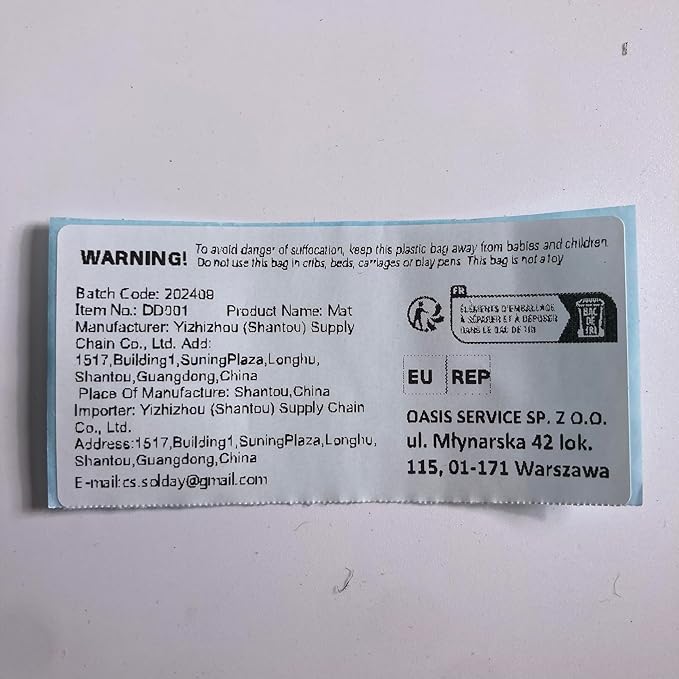 WARNING!
To avoid danger of suffocation, keep this plastic bag away from babies and children.
Do not use this bag in cribs, beds, carriages or play pens. This bag is not a toy
Batch Code: 202409
Item No.: DD001 Product Name: Mat
Manufacturer: Yizhizhou (Shantou) Supply
Chain Co., Ltd. Add:
1517,Building1,SuningPlaza,Longhu,
Shantou,Guangdong,China
Place Of Manufacture: Shantou,China
Importer: Yizhizhou (Shantou) Supply Chain
Co., Ltd.
Address:1517,Building1,SuningPlaza,Longhu,
Shantou,Guangdong,China
E-mail:cs.solday@gmail.com
FR
ÉLÉMENTS D'EMBALLAGE
À SÉPARER ET À DÉPOSER
DANS LE BAC DE TRI
BAC
DE
TRI
EU REP
OASIS SERVICE SP. Z O.O.
ul. Młynarska 42 lok.
115, 01-171 Warszawa